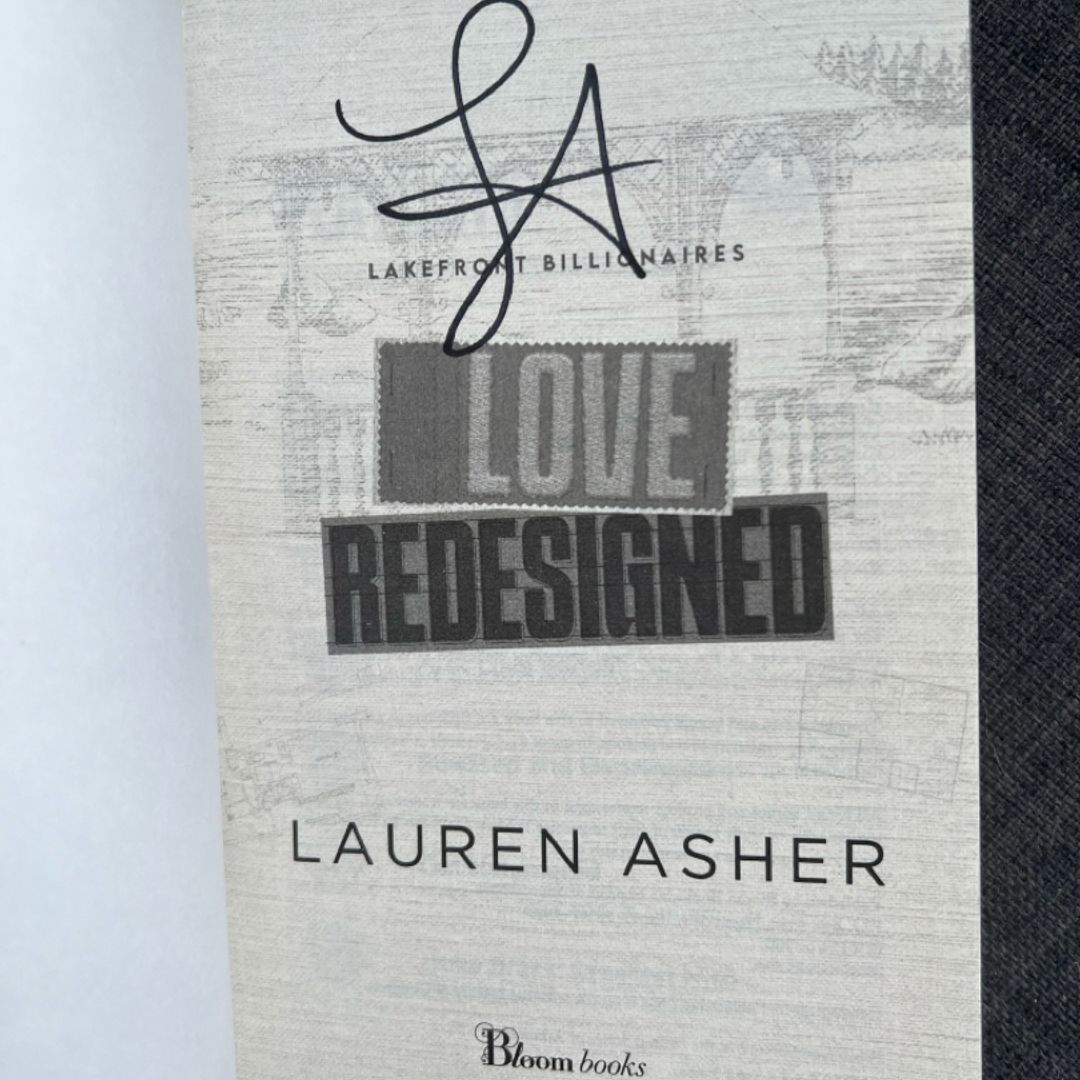 LA
LAKEFRONT BILLIONAIRES
LOVE
REDESIGNED
LAUREN ASHER
Bloom books